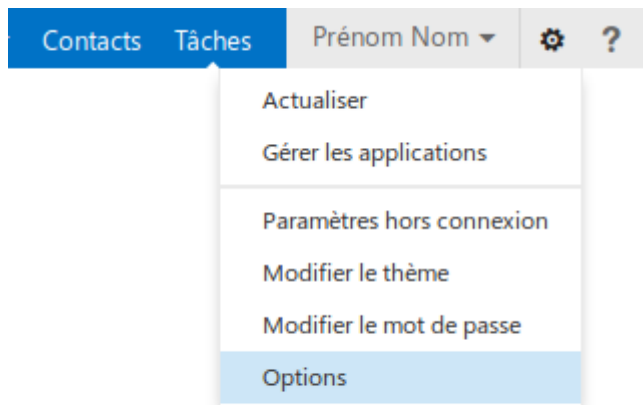 Contacts Tâches Prénom Nom ?
Actualiser
Gérer les applications
Paramètres hors connexion
Modifier le thème
Modifier le mot de passe
Options